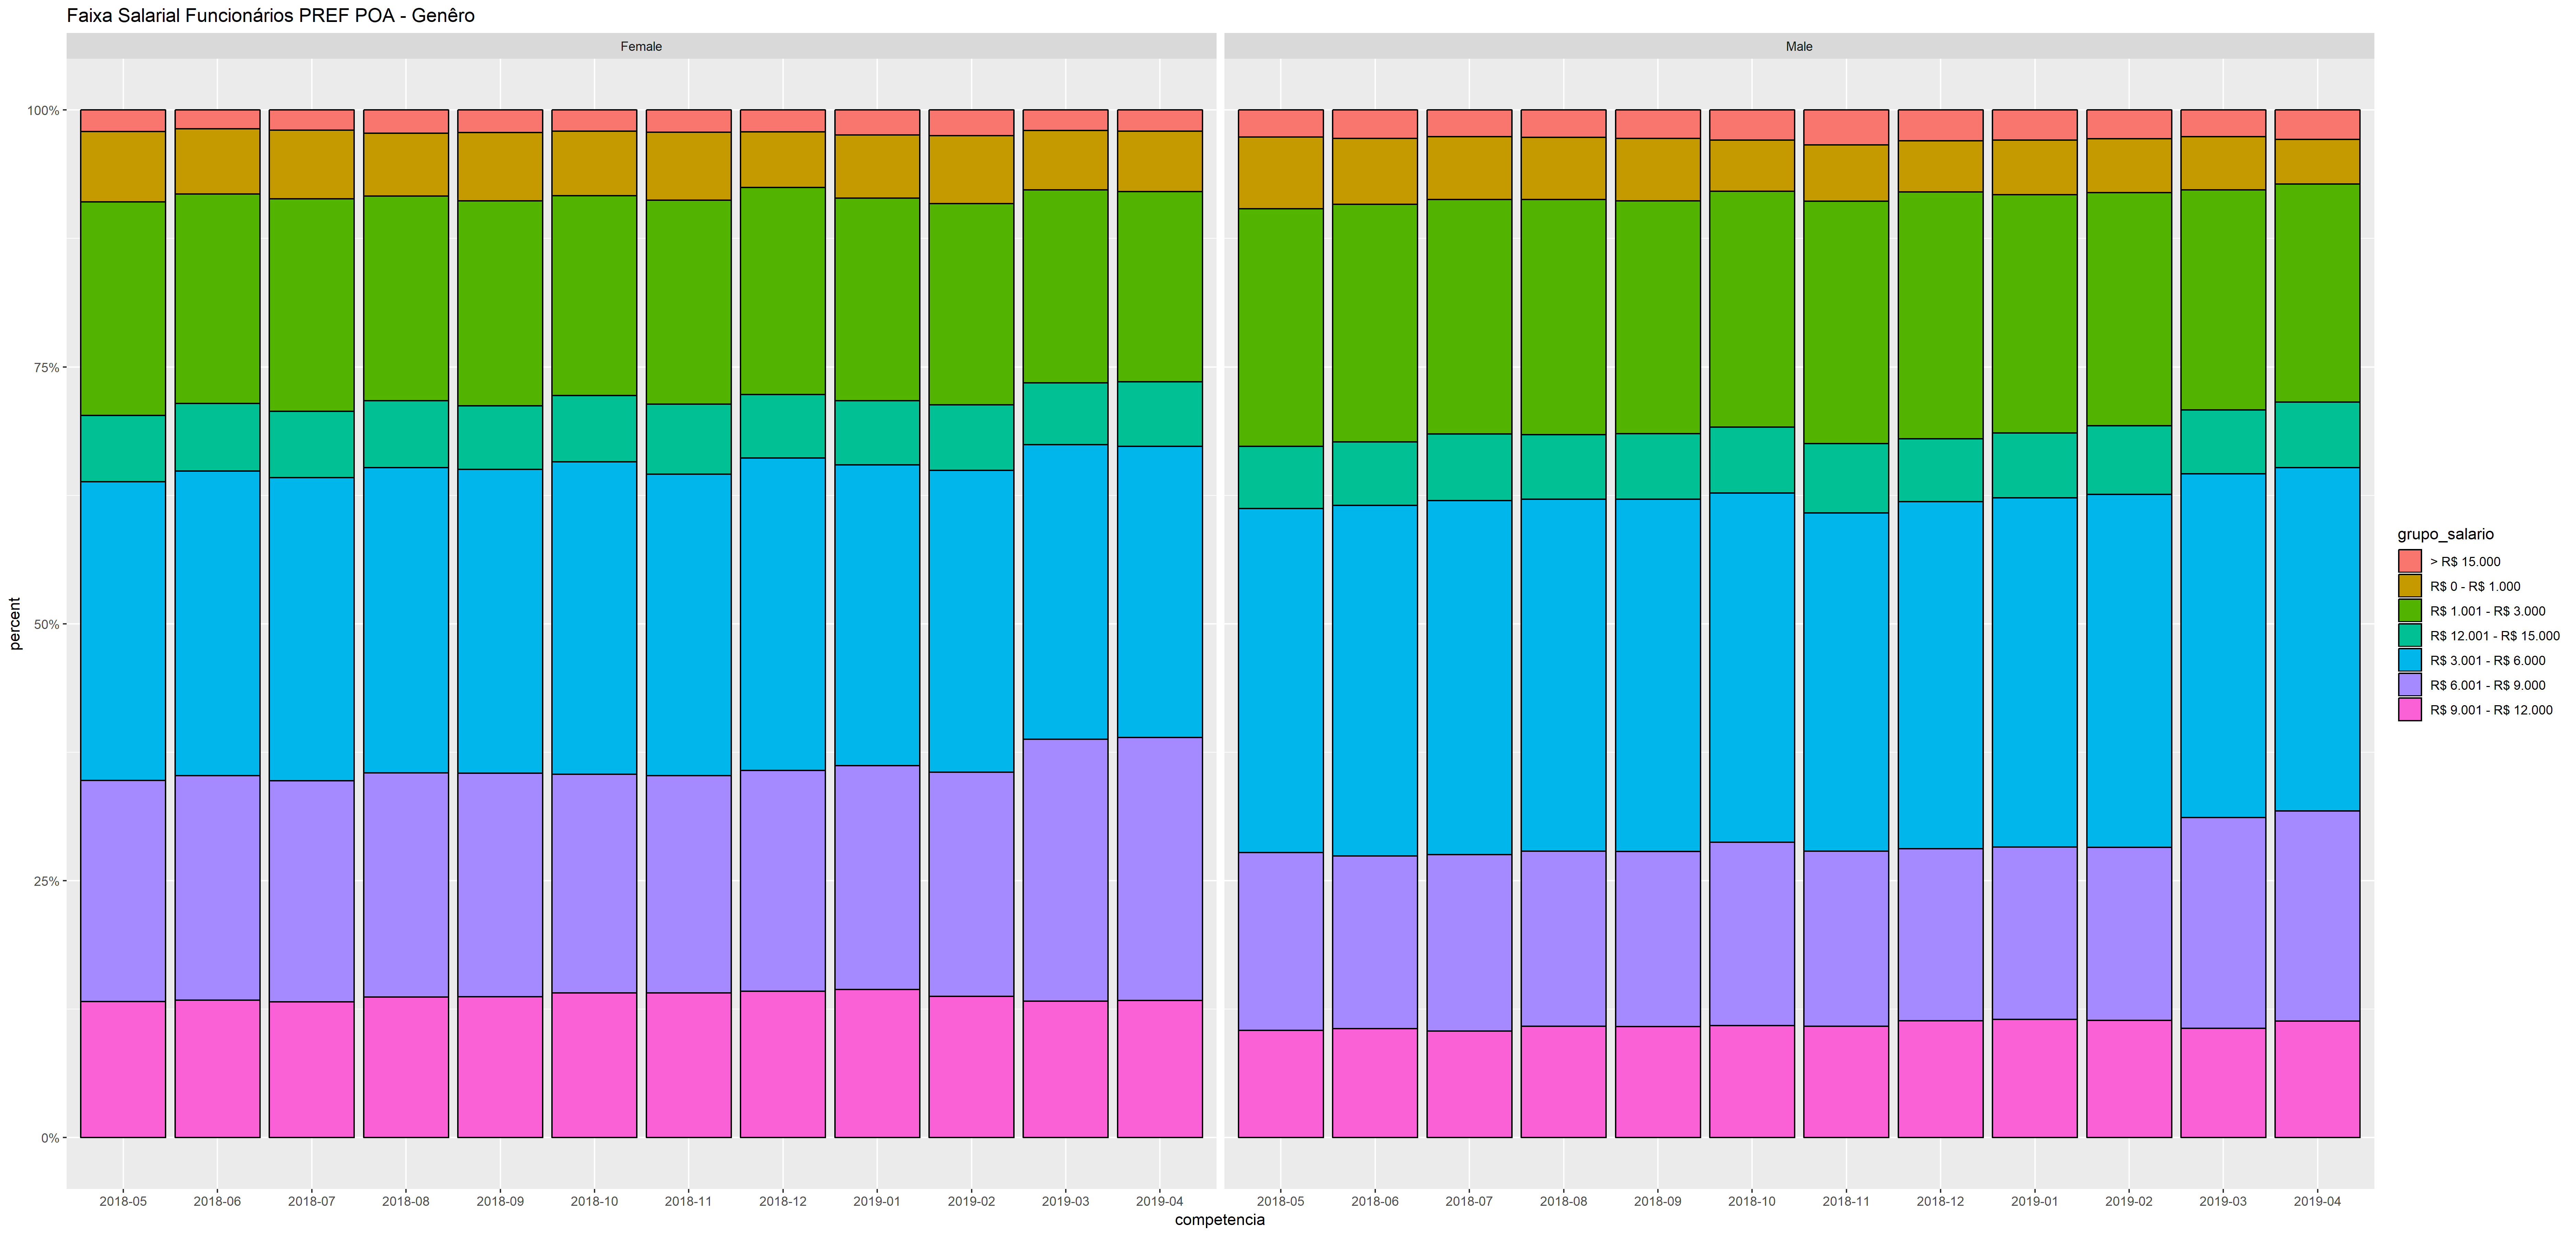 Faixa Salarial Funcionários PREF POA - Genêro
Female
Male
100%
75%
50%
25%
0%
percent
2018-05 2018-06 2018-07 2018-08 2018-09 2018-10 2018-11 2018-12 2019-01 2019-02 2019-03 2019-04
2018-05 2018-06 2018-07 2018-08 2018-09 2018-10 2018-11 2018-12 2019-01 2019-02 2019-03 2019-04
competencia
grupo_salario
> R$ 15.000
R$ 0 - R$ 1.000
R$ 1.001 - R$ 3.000
R$ 12.001 - R$ 15.000
R$ 3.001 - R$ 6.000
R$ 6.001 - R$ 9.000
R$ 9.001 - R$ 12.000